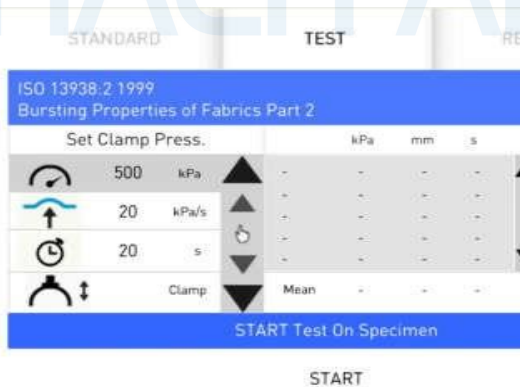 STANDARD TEST RE
ISO 13938:2 1999
Bursting Properties of Fabrics Part 2
Set Clamp Press. kPa mm s
500 kPa - - - -
20 kPa/s - - - -
20 s - - - -
- - - -
- - - -
Clamp Mean - - -
START Test On Specimen
START